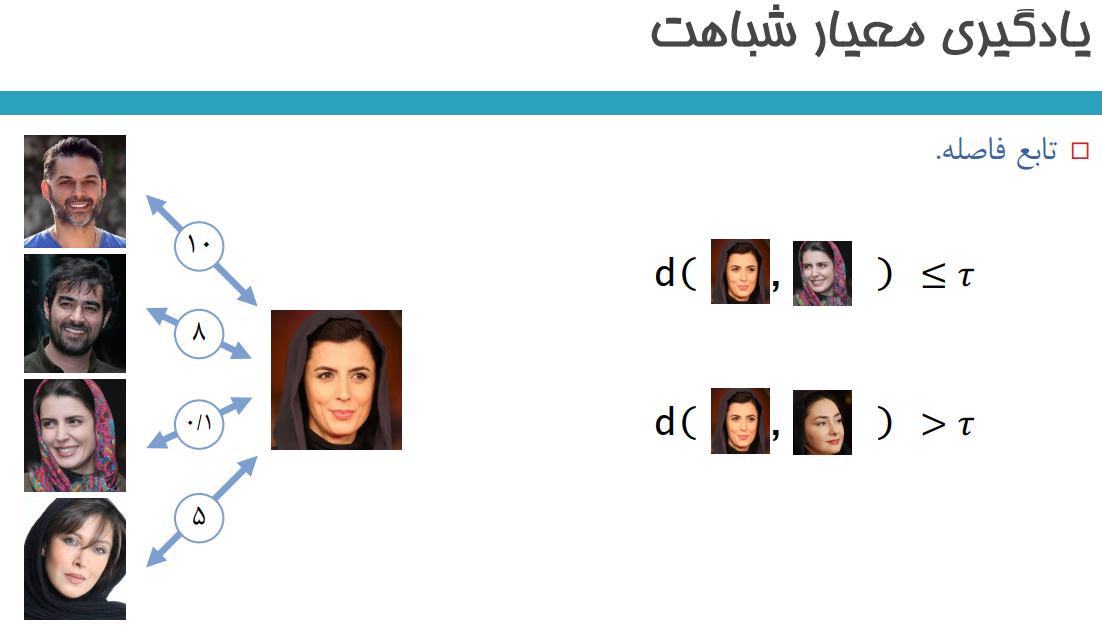 یادگیری معیار شباهت
تابع فاصله.
۱۰
۸
۰/۱
۵
d( , ) ≤ τ
d( , ) > τ